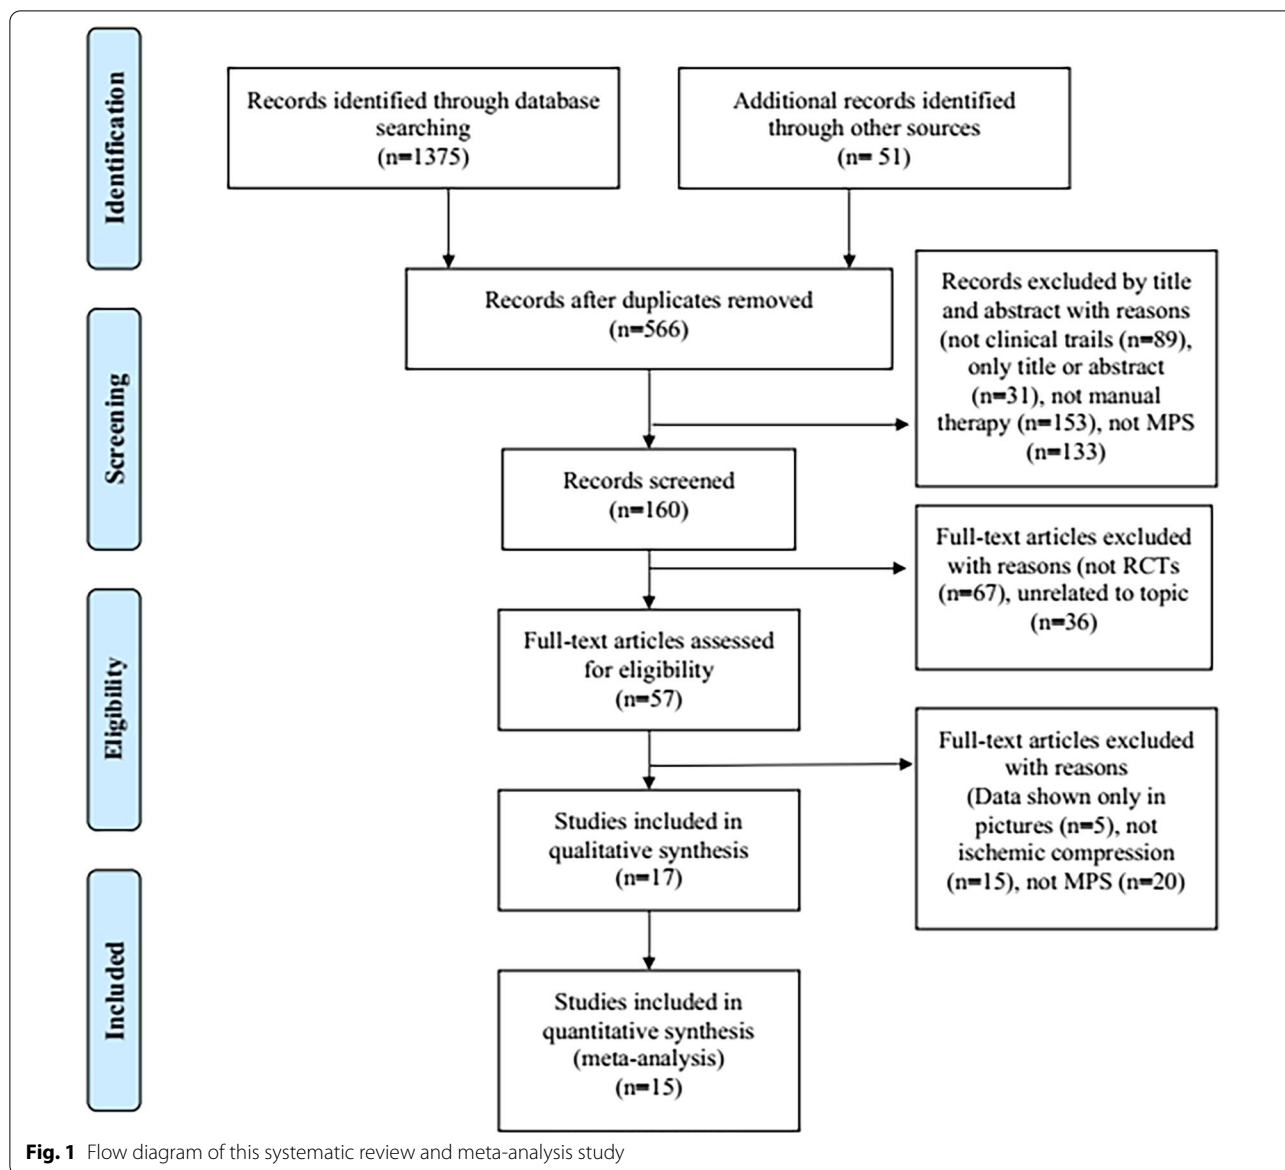 Identification
Records identified through database
searching
(n=1375)
Additional records identified
through other sources
(n= 51)
Records after duplicates removed
(n=566)
Records excluded by title
and abstract with reasons
(not clinical trails (n=89),
only title or abstract
(n=31), not manual
therapy (n=153), not MPS
(n=133)
Screening
Records screened
(n=160)
Full-text articles excluded
with reasons (not RCTs
(n=67), unrelated to topic
(n=36)
Eligibility
Full-text articles assessed
for eligibility
(n=57)
Full-text articles excluded
with reasons
(Data shown only in
pictures (n=5), not
ischemic compression
(n=15), not MPS (n=20)
Studies included in
qualitative synthesis
(n=17)
Included
Studies included in
quantitative synthesis
(meta-analysis)
(n=15)
Fig. 1 Flow diagram of this systematic review and meta-analysis study